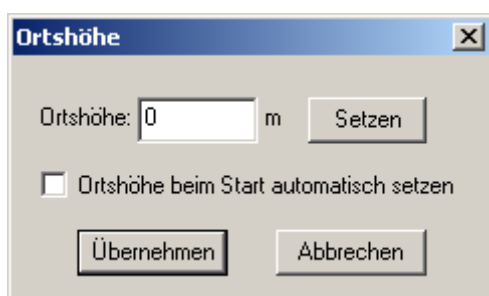 Ortshöhe
Ortshöhe: 0 m Setzen
Ortshöhe beim Start automatisch setzen
Übernehmen Abbrechen